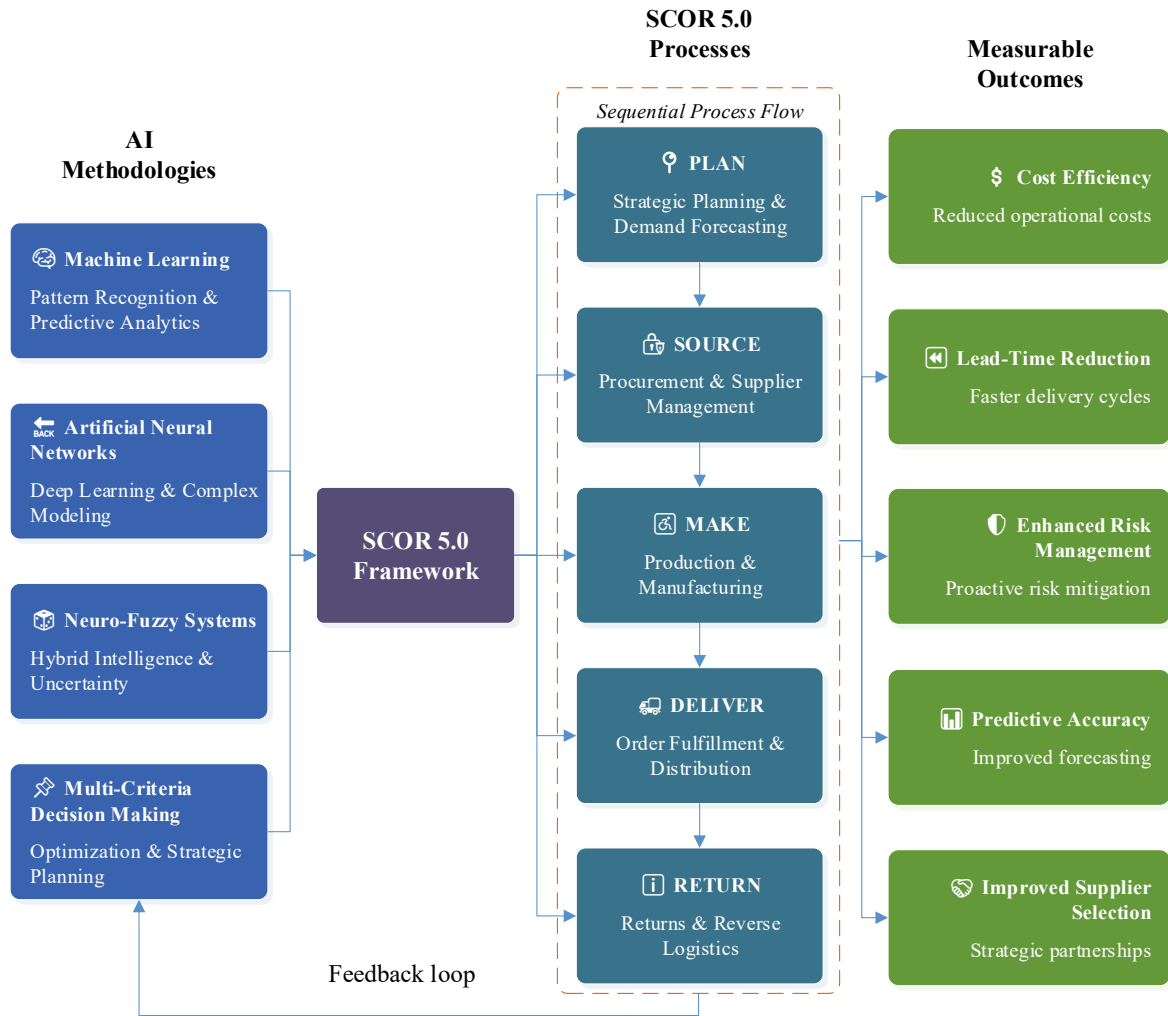 AI
Methodologies
Machine Learning
Pattern Recognition &
Predictive Analytics
BACK
Artificial Neural
Networks
Deep Learning & Complex
Modeling
Neuro-Fuzzy Systems
Hybrid Intelligence &
Uncertainty
Multi-Criteria
Decision Making
Optimization & Strategic
Planning
SCOR 5.0
Framework
SCOR 5.0
Processes
Sequential Process Flow
PLAN
Strategic Planning &
Demand Forecasting
SOURCE
Procurement & Supplier
Management
MAKE
Production &
Manufacturing
DELIVER
Order Fulfillment &
Distribution
RETURN
Returns & Reverse
Logistics
Measurable
Outcomes
$ Cost Efficiency
Reduced operational costs
Lead-Time Reduction
Faster delivery cycles
Enhanced Risk
Management
Proactive risk mitigation
Predictive Accuracy
Improved forecasting
Improved Supplier
Selection
Strategic partnerships
Feedback loop